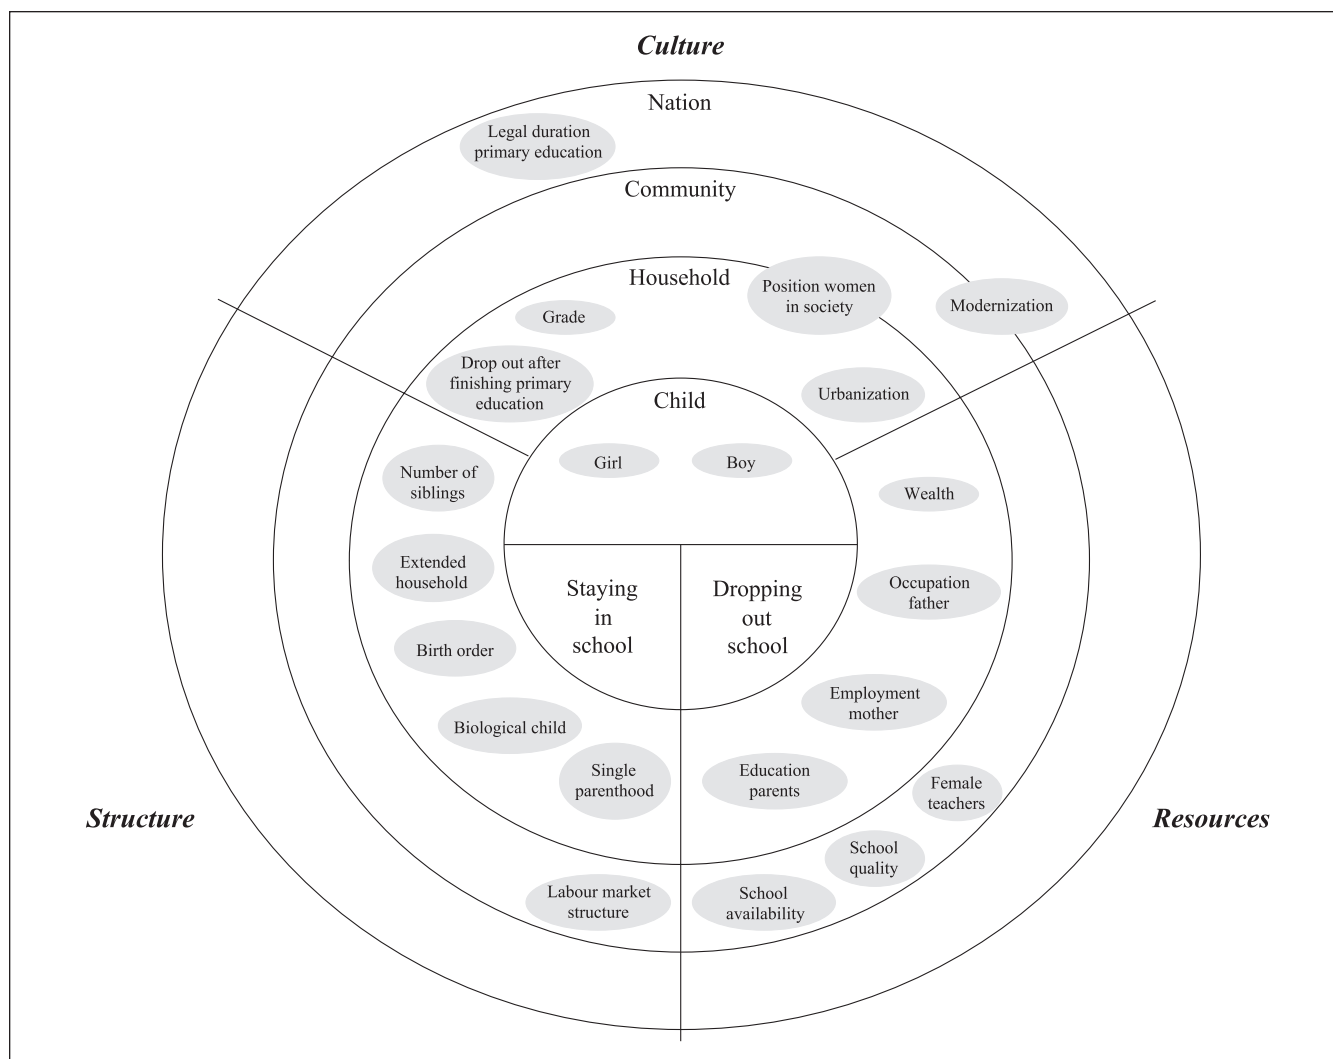 Culture
Nation
Legal duration
primary education
Community
Household
Position women
in society
Modernization
Grade
Drop out after
finishing primary
education
Urbanization
Child
Girl
Boy
Number of
siblings
Wealth
Extended
household
Staying
in
school
Dropping
out
school
Occupation
father
Birth order
Employment
mother
Biological child
Single
parenthood
Education
parents
Female
teachers
Structure
Resources
School
quality
Labour market
structure
School
availability